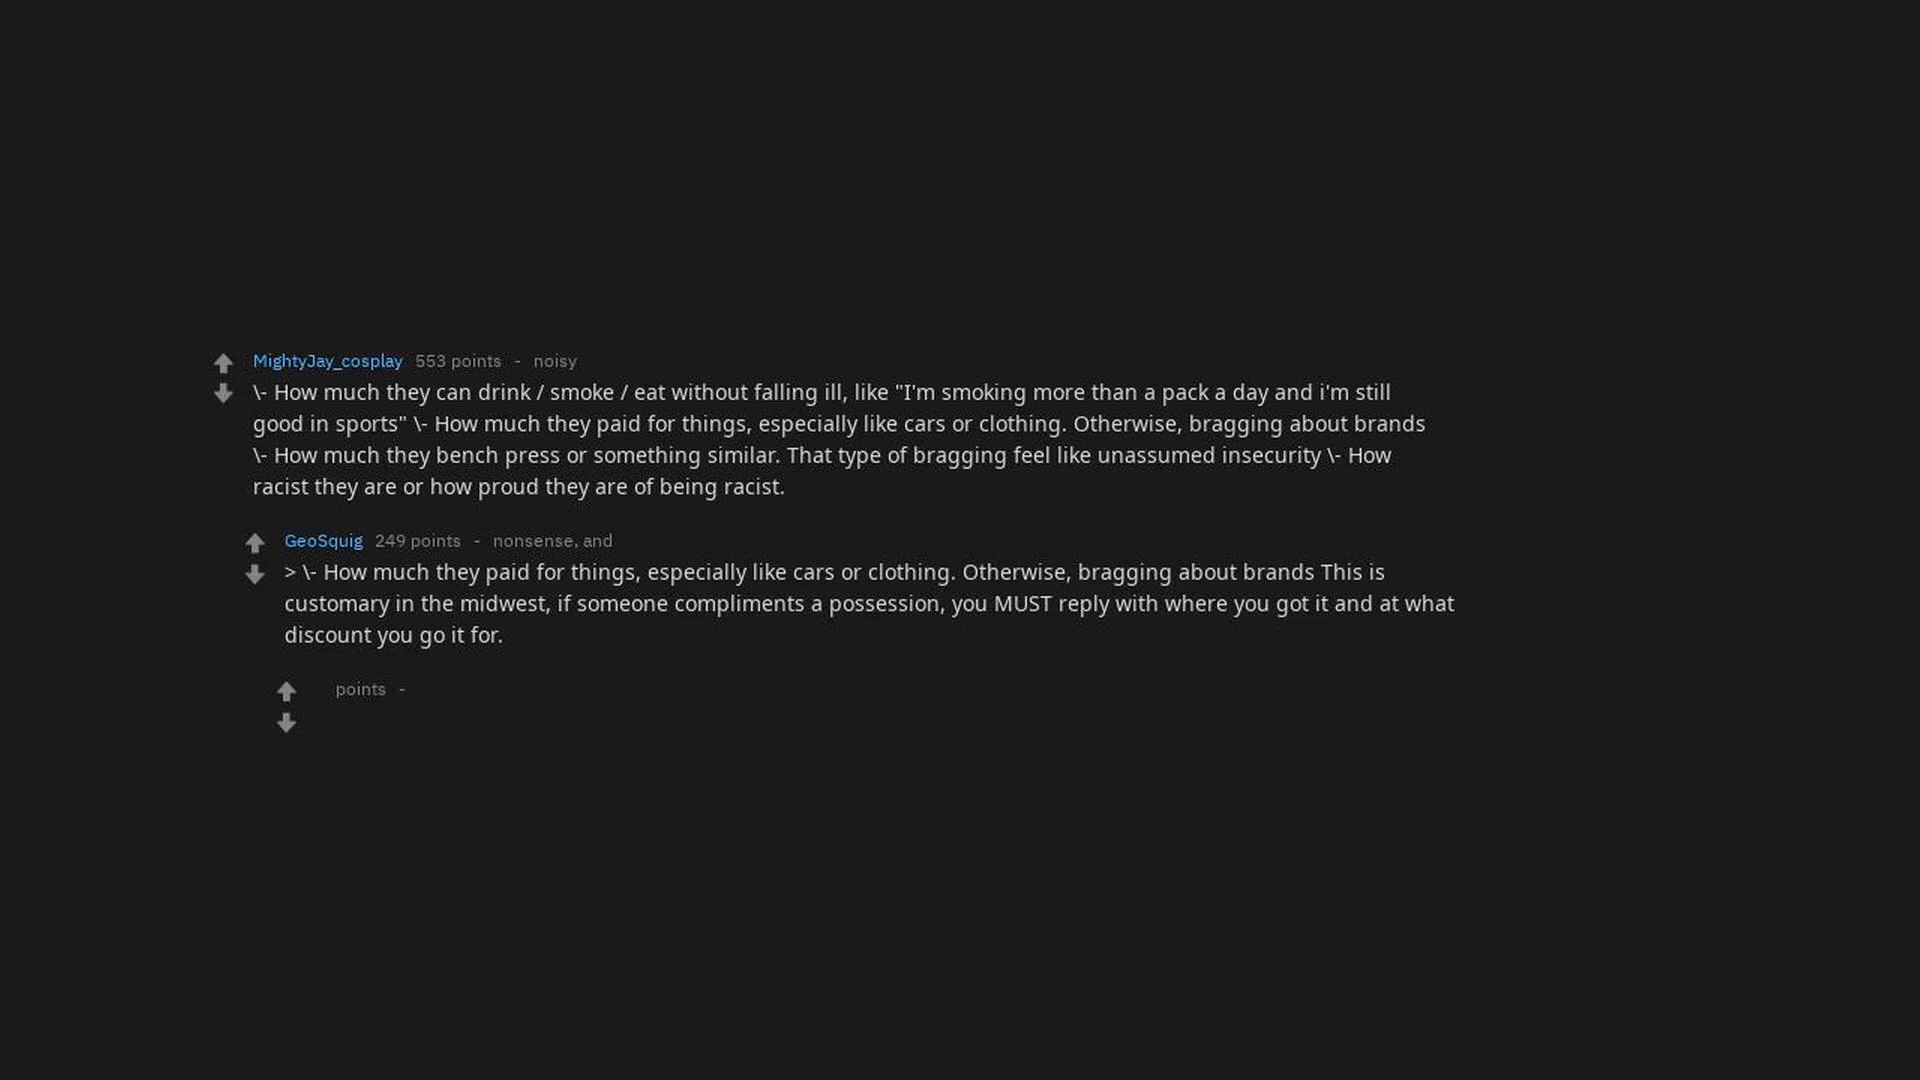 MightyJay_cosplay 553 points - noisy
\- How much they can drink / smoke / eat without falling ill, like "I'm smoking more than a pack a day and i'm still
good in sports" \- How much they paid for things, especially like cars or clothing. Otherwise, bragging about brands
\- How much they bench press or something similar. That type of bragging feel like unassumed insecurity \- How
racist they are or how proud they are of being racist.
GeoSquig 249 points - nonsense, and
> \- How much they paid for things, especially like cars or clothing. Otherwise, bragging about brands This is
customary in the midwest, if someone compliments a possession, you MUST reply with where you got it and at what
discount you go it for.
points -